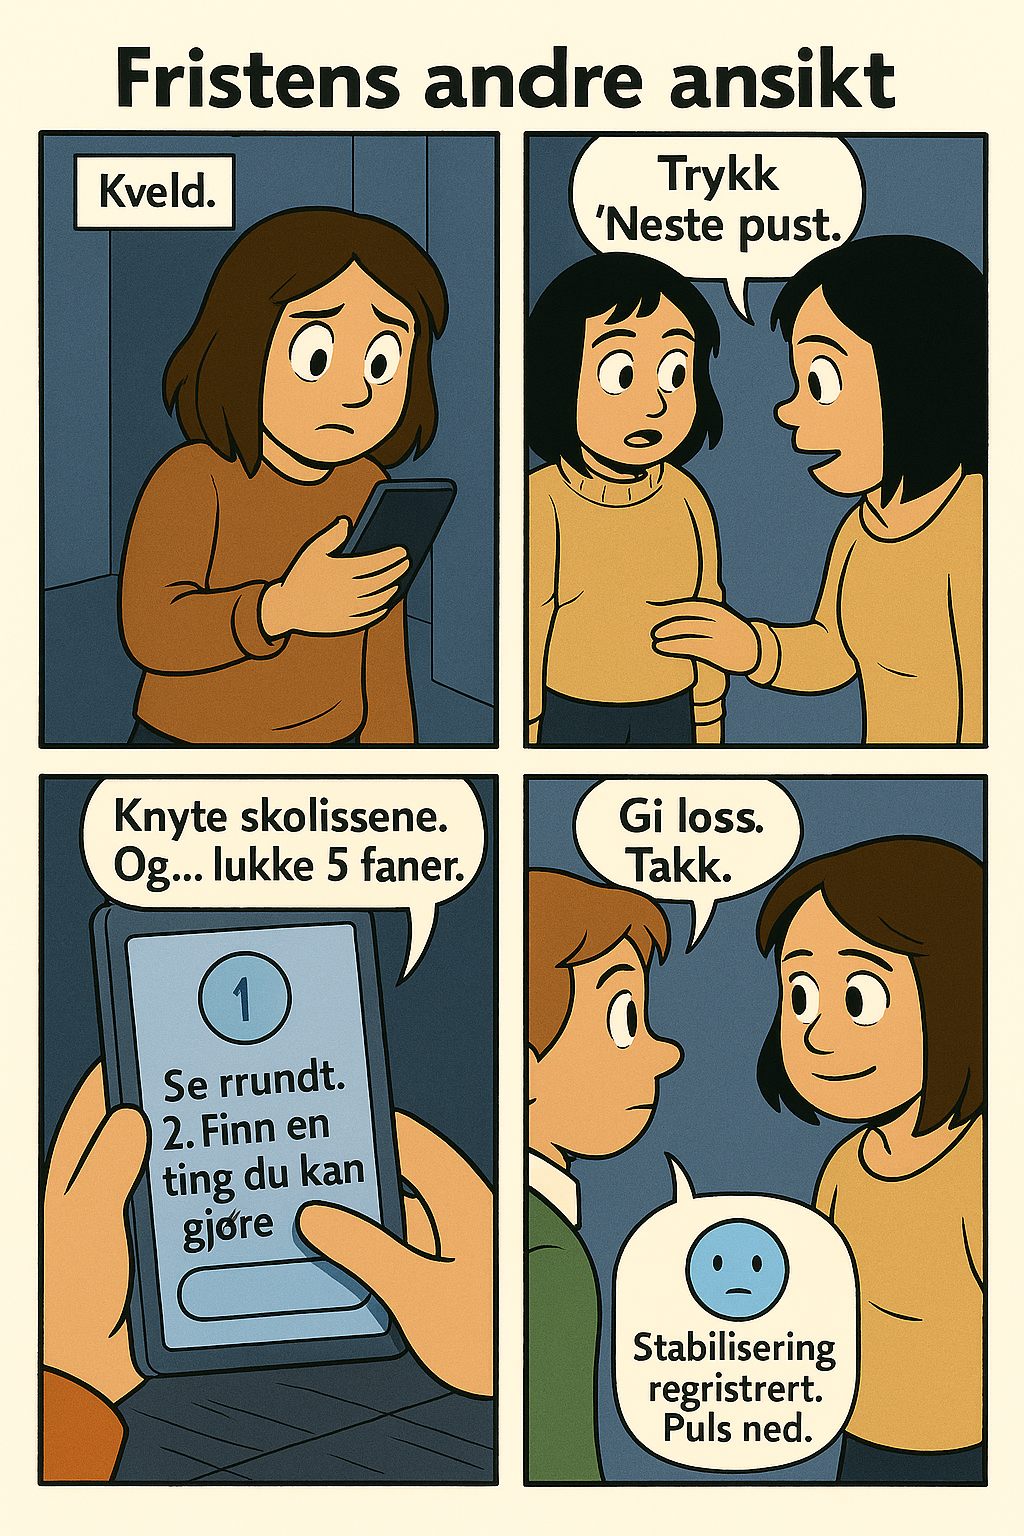 Fristens andre ansikt
Kveld.
Trykk
'Neste pust.
Knyte skolissene.
Og... lukke 5 faner.
1
Se rrundt.
2. Finn en
ting du kan
gjøre
Gi loss.
Takk.
Stabilisering
regristrert.
Puls ned.